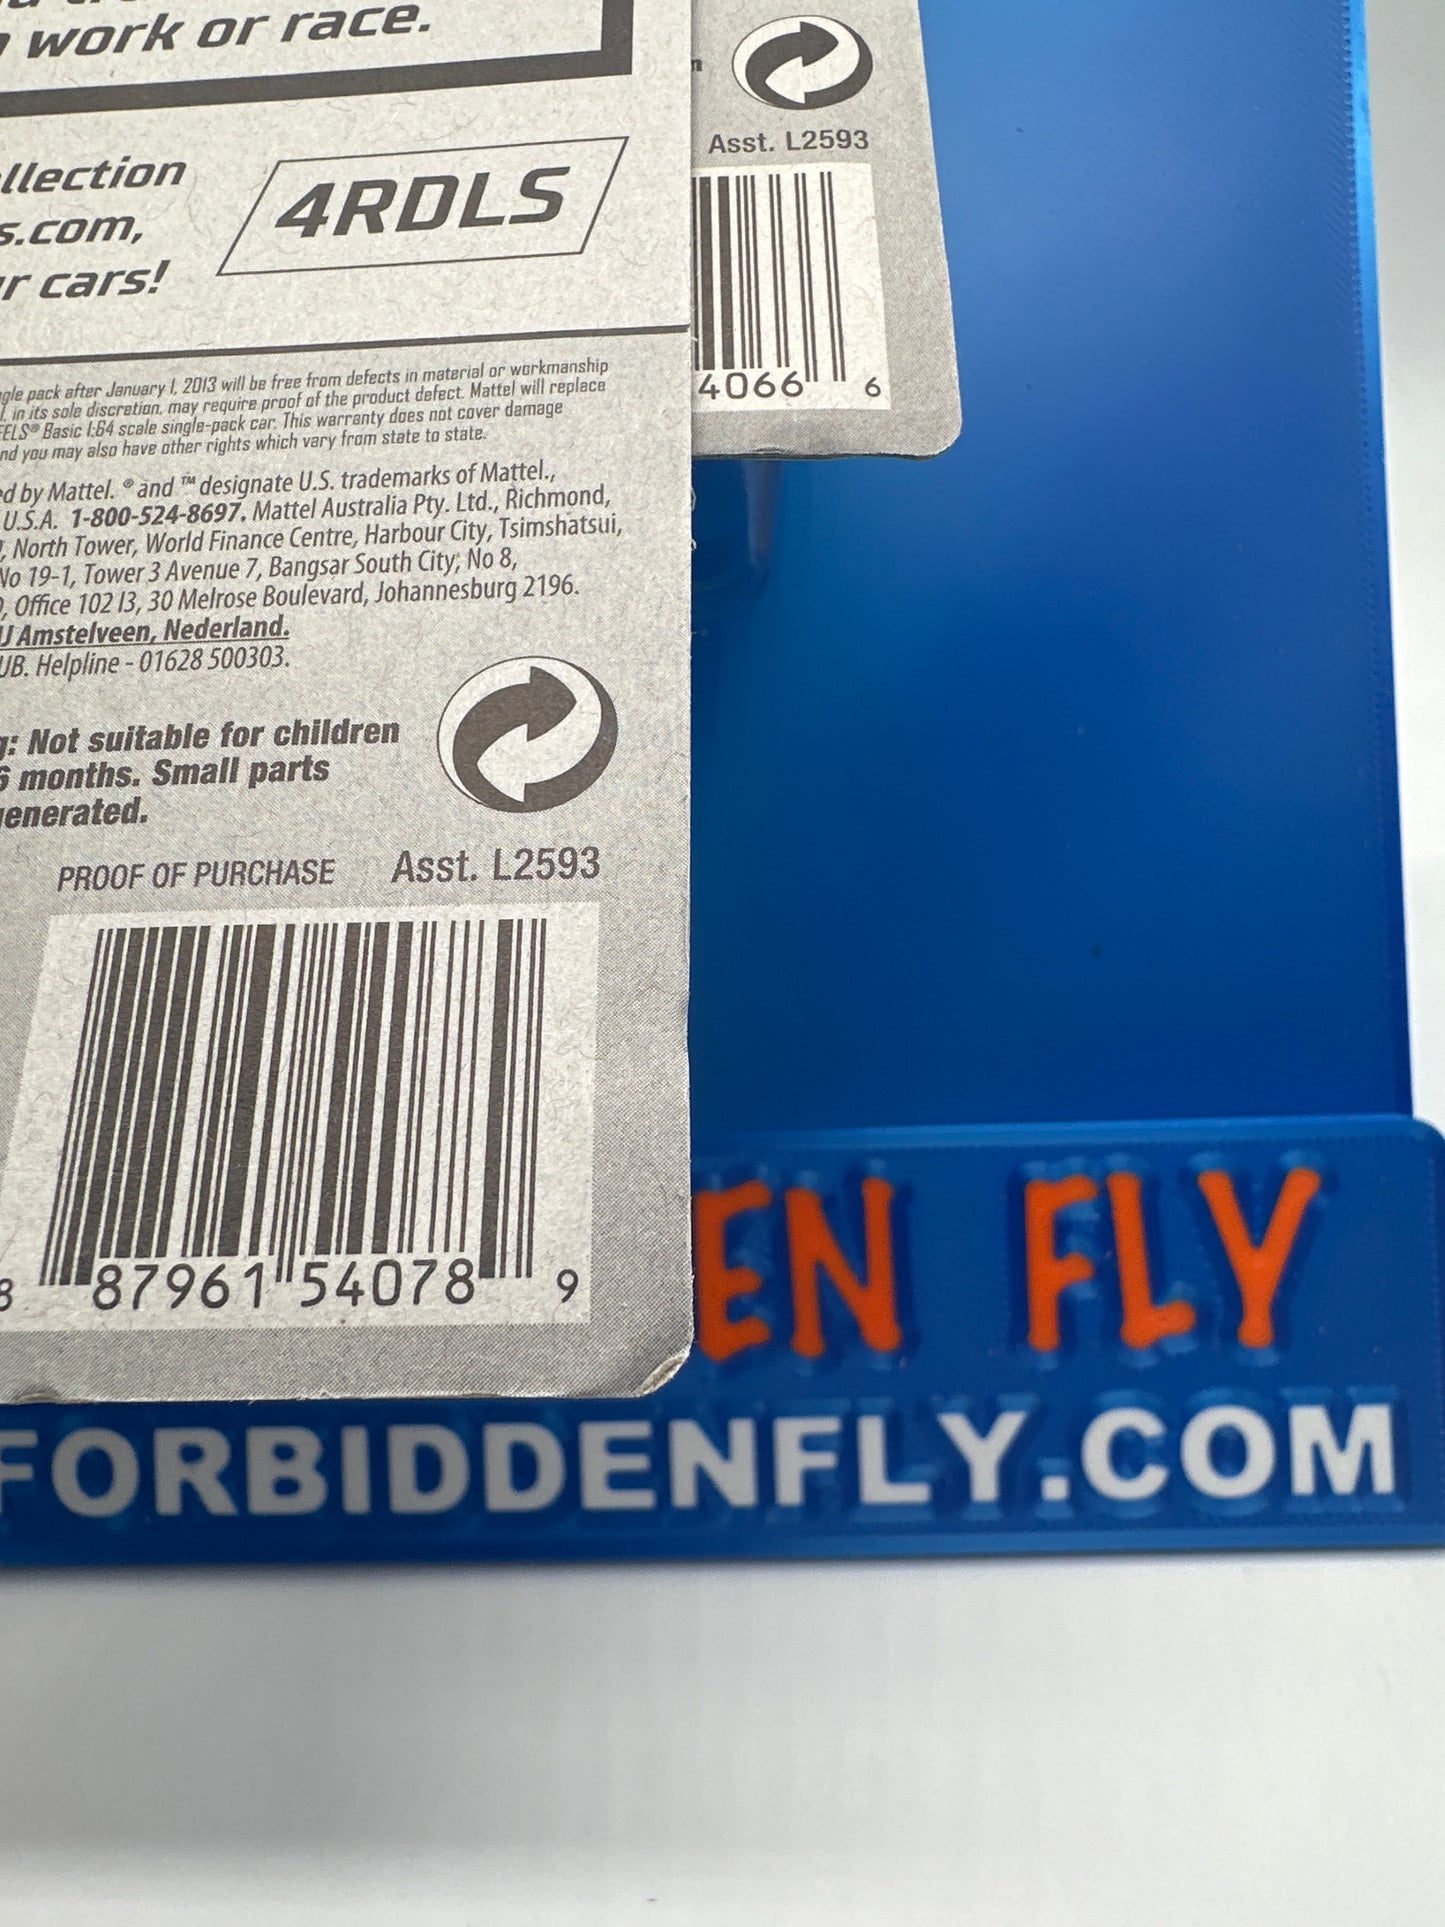 work or race.
llection
s.com,
r cars!
4RDLS
gle pack after January 1, 2013 will be free from defects in material or workmanship
in its sole discretion, may require proof of the product defect. Mattel will replace
EELS® Basic 1:64 scale single-pack car. This warranty does not cover damage
nd you may also have other rights which vary from state to state.
ed by Mattel. ® and ™ designate U.S. trademarks of Mattel.,
U.S.A. 1-800-524-8697. Mattel Australia Pty. Ltd., Richmond,
, North Tower, World Finance Centre, Harbour City, Tsimshatsui,
No 19-1, Tower 3 Avenue 7, Bangsar South City, No 8,
, Office 102 I3, 30 Melrose Boulevard, Johannesburg 2196.
U Amstelveen, Nederland.
UB. Helpline - 01628 500303.
g: Not suitable for children
6 months. Small parts
enerated.
PROOF OF PURCHASE Asst. L2593
8 87961 54078 9
Asst. L2593
4066 6
EN FLY
FORBIDDENFLY.COM